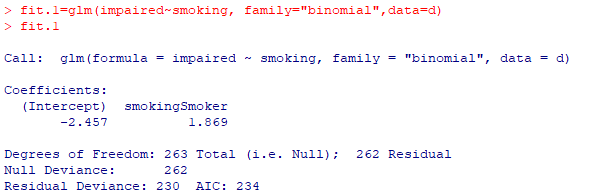 > fit.1=glm(impaired~smoking, family="binomial",data=d)
> fit.1
Call:  glm(formula = impaired ~ smoking, family = "binomial", data = d)
Coefficients:
  (Intercept)  smokingSmoker
       -2.457          1.869
Degrees of Freedom: 263 Total (i.e. Null);  262 Residual
Null Deviance:      262
Residual Deviance: 230  AIC: 234